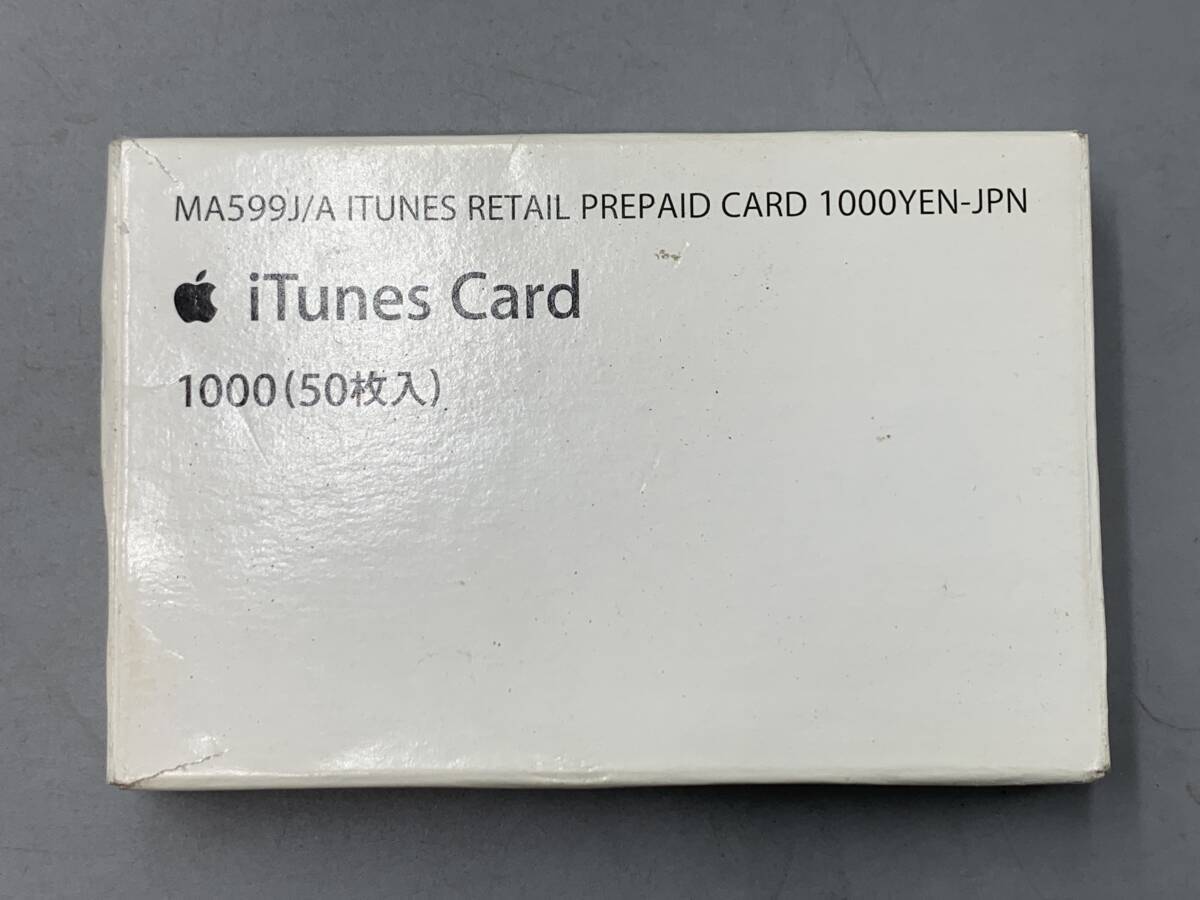 MA599J/A ITUNES RETAIL PREPAID CARD 1000YEN-JPN
iTunes Card
1000(50枚入)